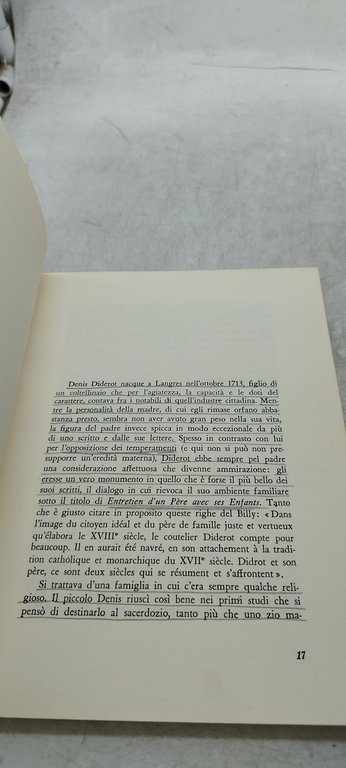 Denis Diderot nacque a Langres nell'ottobre 1713, figlio di
un coltellinaio che per l'agiatezza, la capacità e le doti del
carattere, contava fra i notabili di quell'industre cittadina. Men-
tre la personalità della madre, di cui egli rimase orfano abba-
stanza presto, sembra non aver avuto gran peso nella sua vita,
la figura del padre invece spicca in modo eccezionale da più
di uno scritto e dalle sue lettere. Spesso in contrasto con lui
per l'opposizione dei temperamenti (e qui non si può non pre-
supporre un'eredità materna), Diderot ebbe sempre pel padre
una considerazione affettuosa che divenne ammirazione: gli
eresse un vero monumento in quello che è forse il più bello dei
suoi scritti, il dialogo in cui rievoca il suo ambiente familiare
sotto il titolo di Entretien d'un Père avec ses Enfants. Tanto
che è giusto citare in proposito queste righe del Billy: « Dans
l'image du citoyen idéal et du père de famille juste et vertueux
qu'élabora le XVIIIe siècle, le coutelier Diderot compte pour
beaucoup. Il en aurait été navré, en son attachement à la tradi-
tion catholique et monarchique du XVIIe siècle. Didrot et son
père, ce sont deux siècles qui se résument et s'affrontent ».
Si trattava d'una famiglia in cui c'era sempre qualche reli-
gioso. Il piccolo Denis riuscì così bene nei primi studi che si
pensò di destinarlo al sacerdozio, tanto più che uno zio ma-
17